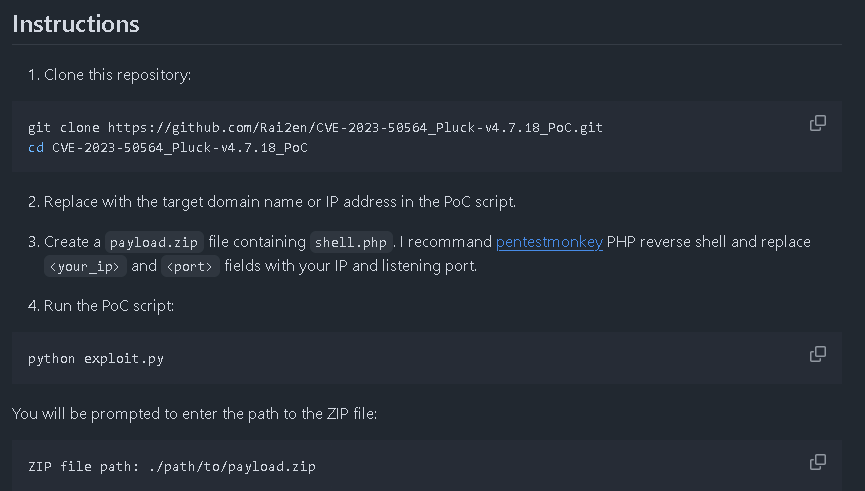 Instructions
1. Clone this repository:
git clone https://github.com/Rai2en/CVE-2023-50564_Pluck-v4.7.18_PoC.git
cd CVE-2023-50564_Pluck-v4.7.18_PoC
2. Replace with the target domain name or IP address in the PoC script.
3. Create a payload.zip file containing shell.php. I recommand pentestmonkey PHP reverse shell and replace
<your_ip> and <port> fields with your IP and listening port.
4. Run the PoC script:
python exploit.py
You will be prompted to enter the path to the ZIP file:
ZIP file path: ./path/to/payload.zip